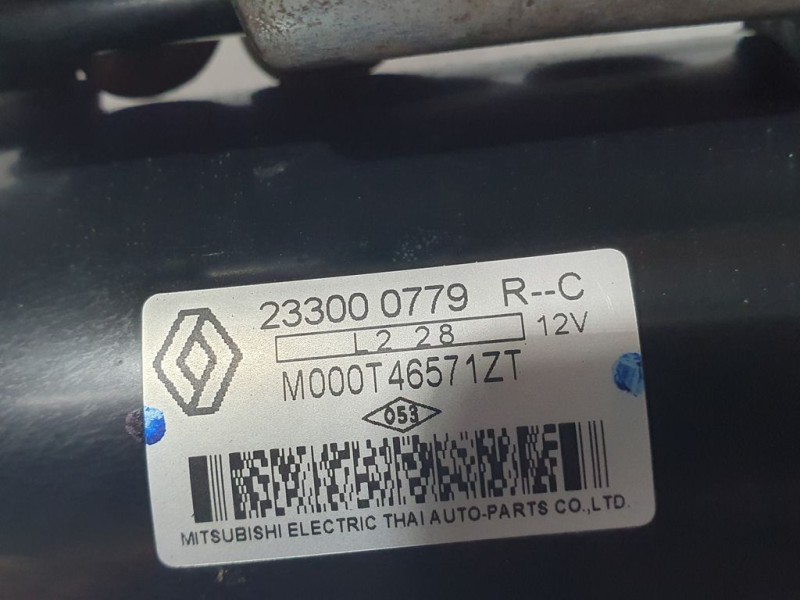 23300 0779 R--C
L2 28 12V
M000T46571ZT
053
MITSUBISHI ELECTRIC THAI AUTO-PARTS CO.,LTD.